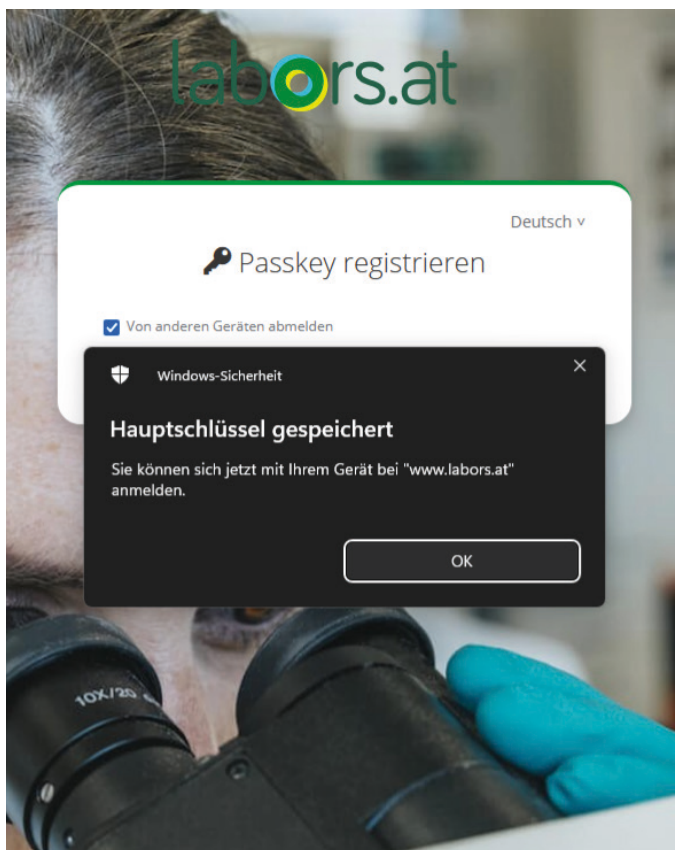 labors.at
Deutsch ˅
Passkey registrieren
Von anderen Geräten abmelden
Windows-Sicherheit
Hauptschlüssel gespeichert
Sie können sich jetzt mit Ihrem Gerät bei "www.labors.at"
anmelden.
OK
10X/20